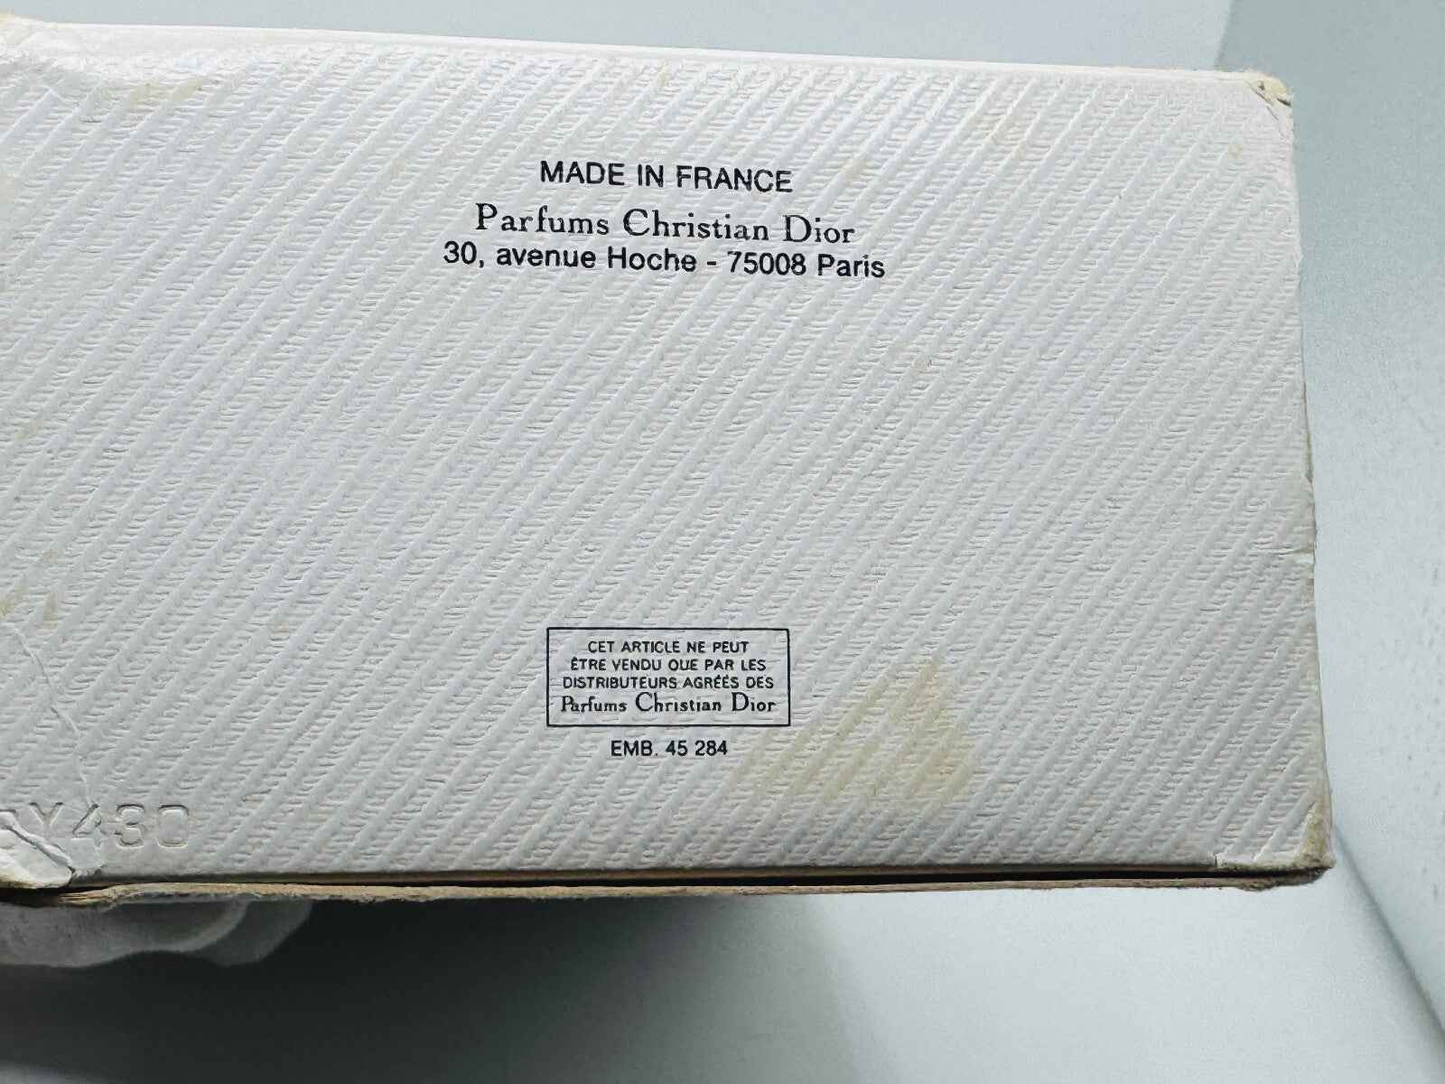 MADE IN FRANCE
Parfums Christian Dior
30, avenue Hoche - 75008 Paris
CET ARTICLE NE PEUT
ÊTRE VENDU QUE PAR LES
DISTRIBUTEURS AGRÉÉS DES
Parfums Christian Dior
EMB. 45 284
Y430